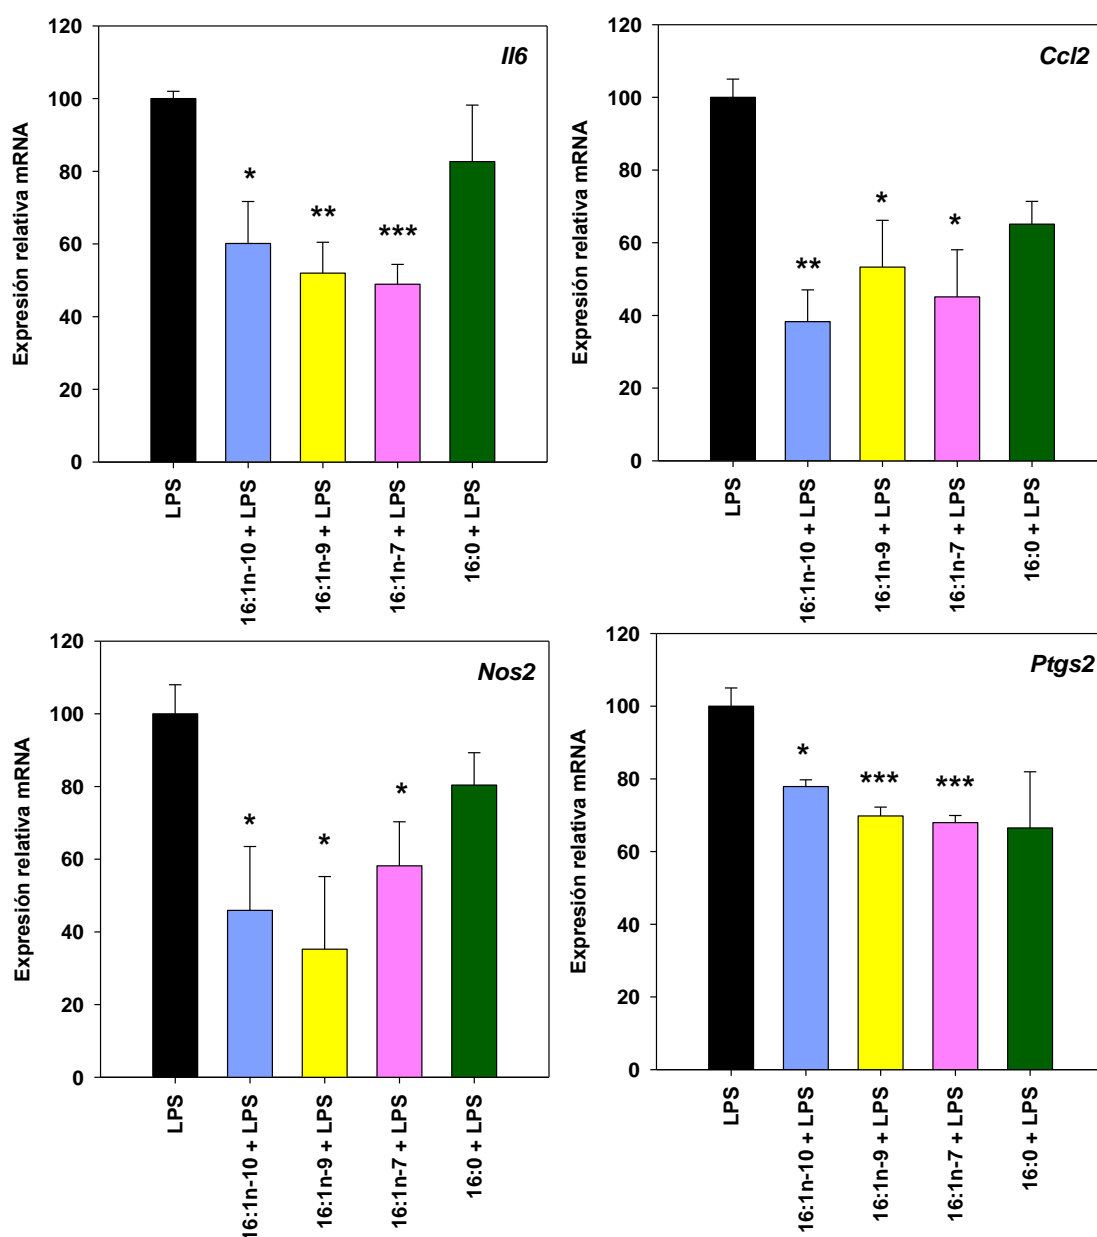 Il6
Expresión relativa mRNA
120
100
80
60
40
20
0
*
**
***
LPS
16:1n-10 + LPS
16:1n-9 + LPS
16:1n-7 + LPS
16:0 + LPS
Ccl2
Expresión relativa mRNA
120
100
80
60
40
20
0
**
*
*
LPS
16:1n-10 + LPS
16:1n-9 + LPS
16:1n-7 + LPS
16:0 + LPS
Nos2
Expresión relativa mRNA
120
100
80
60
40
20
0
*
*
*
LPS
16:1n-10 + LPS
16:1n-9 + LPS
16:1n-7 + LPS
16:0 + LPS
Ptgs2
Expresión relativa mRNA
120
100
80
60
40
20
0
*
***
***
LPS
16:1n-10 + LPS
16:1n-9 + LPS
16:1n-7 + LPS
16:0 + LPS